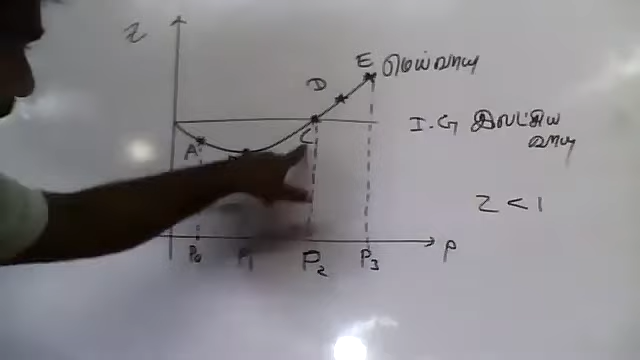 Z
E மெய்வாயு
D
I.G இலட்சிய
வாயு
A
C
Z < 1
P₀ P₁ P₂ P₃ P